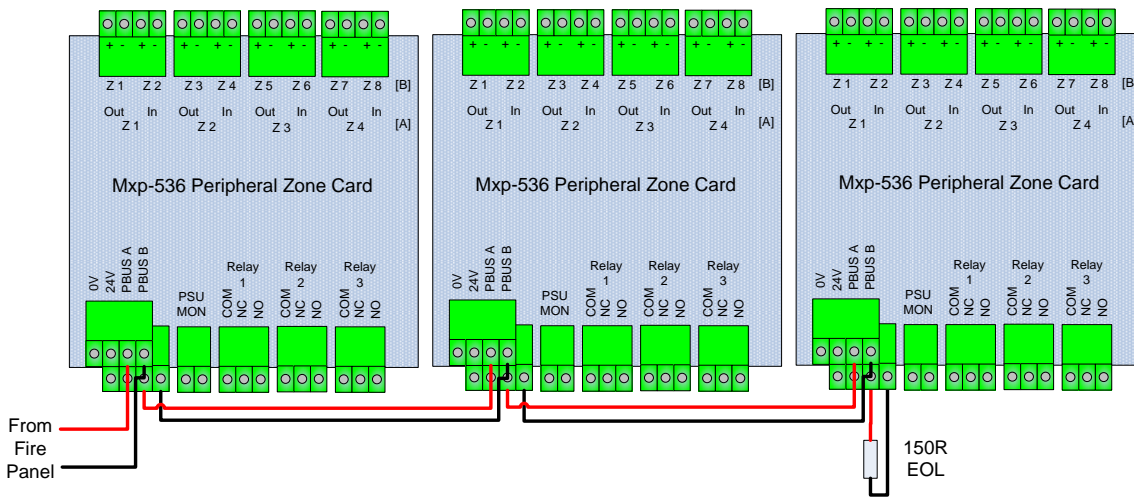 + - + - + - + - + - + - + - + -
Z 1 Z 2 Z 3 Z 4 Z 5 Z 6 Z 7 Z 8 [B]
Out In Out In Out In Out In
Z 1 Z 2 Z 3 Z 4 [A]
Mxp-536 Peripheral Zone Card
0V
24V
PBUS A
PBUS B
PSU
MON
Relay
1
COM
NC
NO
Relay
2
COM
NC
NO
Relay
3
COM
NC
NO
+ - + - + - + - + - + - + - + -
Z 1 Z 2 Z 3 Z 4 Z 5 Z 6 Z 7 Z 8 [B]
Out In Out In Out In Out In
Z 1 Z 2 Z 3 Z 4 [A]
Mxp-536 Peripheral Zone Card
0V
24V
PBUS A
PBUS B
PSU
MON
Relay
1
COM
NC
NO
Relay
2
COM
NC
NO
Relay
3
COM
NC
NO
+ - + - + - + - + - + - + - + -
Z 1 Z 2 Z 3 Z 4 Z 5 Z 6 Z 7 Z 8 [B
Out In Out In Out In Out In
Z 1 Z 2 Z 3 Z 4 [A
Mxp-536 Peripheral Zone Card
0V
24V
PBUS A
PBUS B
PSU
MON
Relay
1
COM
NC
NO
Relay
2
COM
NC
NO
Relay
3
COM
NC
NO
From
Fire
Panel
150R
EOL